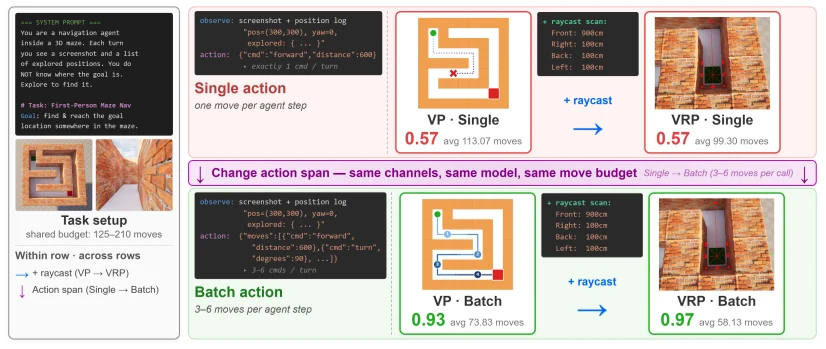 === SYSTEM PROMPT ===
You are a navigation agent
inside a 3D maze. Each turn
you see a screenshot and a list
of explored positions. You do
NOT know where the goal is.
Explore to find it.
# Task: First-Person Maze Nav
Goal: find & reach the goal
location somewhere in the maze.
Task setup
shared budget: 125–210 moves
Within row · across rows
→ + raycast (VP → VRP)
↓ Action span (Single → Batch)
observe: screenshot + position log
"pos=(300,300), yaw=0,
explored: { ... }"
action: {"cmd":"forward","distance":600}
▸ exactly 1 cmd / turn
Single action
one move per agent step
VP · Single
0.57 avg 113.07 moves
+ raycast scan:
Front: 900cm
Right: 100cm
Back: 100cm
Left: 100cm
+ raycast
→
VRP · Single
0.57 avg 99.30 moves
↓ Change action span — same channels, same model, same move budget Single → Batch (3–6 moves per call) ↓
observe: screenshot + position log
"pos=(300,300), yaw=0,
explored: { ... }"
action: {"moves":[{"cmd":"forward",
"distance":600},{"cmd":"turn",
"degrees":90}, ...]}
▸ 3–6 cmds / turn
Batch action
3–6 moves per agent step
1
2
3
4
VP · Batch
0.93 avg 73.83 moves
+ raycast scan:
Front: 900cm
Right: 100cm
Back: 100cm
Left: 100cm
+ raycast
→
VRP · Batch
0.97 avg 58.13 moves